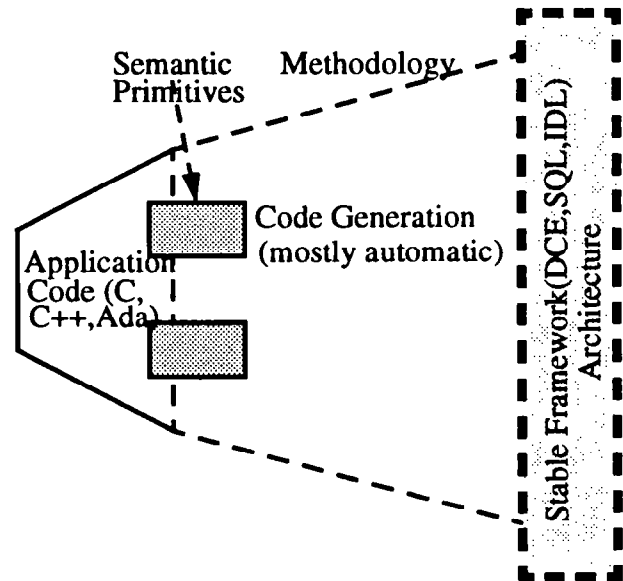 Semantic
Primitives
Methodology
Code Generation
(mostly automatic)
Application
Code (C,
C++,Ada)
Stable Framework(DCE,SQL,IDL)
Architecture